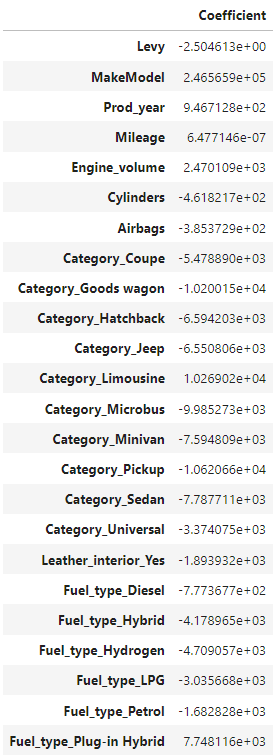 Coefficient
Levy -2.504613e+00
MakeModel 2.465659e+05
Prod_year 9.467128e+02
Mileage 6.477146e-07
Engine_volume 2.470109e+03
Cylinders -4.618217e+02
Airbags -3.853729e+02
Category_Coupe -5.478890e+03
Category_Goods wagon -1.020015e+04
Category_Hatchback -6.594203e+03
Category_Jeep -6.550806e+03
Category_Limousine 1.026902e+04
Category_Microbus -9.985273e+03
Category_Minivan -7.594809e+03
Category_Pickup -1.062066e+04
Category_Sedan -7.787711e+03
Category_Universal -3.374075e+03
Leather_interior_Yes -1.893932e+03
Fuel_type_Diesel -7.773677e+02
Fuel_type_Hybrid -4.178965e+03
Fuel_type_Hydrogen -4.709057e+03
Fuel_type_LPG -3.035668e+03
Fuel_type_Petrol -1.682828e+03
Fuel_type_Plug-in Hybrid 7.748116e+03